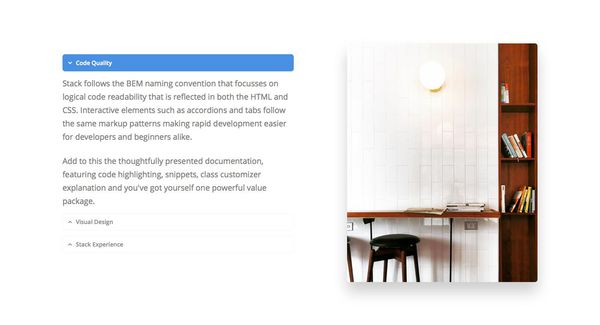 Code Quality
Stack follows the BEM naming convention that focusses on
logical code readability that is reflected in both the HTML and
CSS. Interactive elements such as accordions and tabs follow
the same markup patterns making rapid development easier
for developers and beginners alike.
Add to this the thoughtfully presented documentation,
featuring code highlighting, snippets, class customizer
explanation and you've got yourself one powerful value
package.
Visual Design
Stack Experience